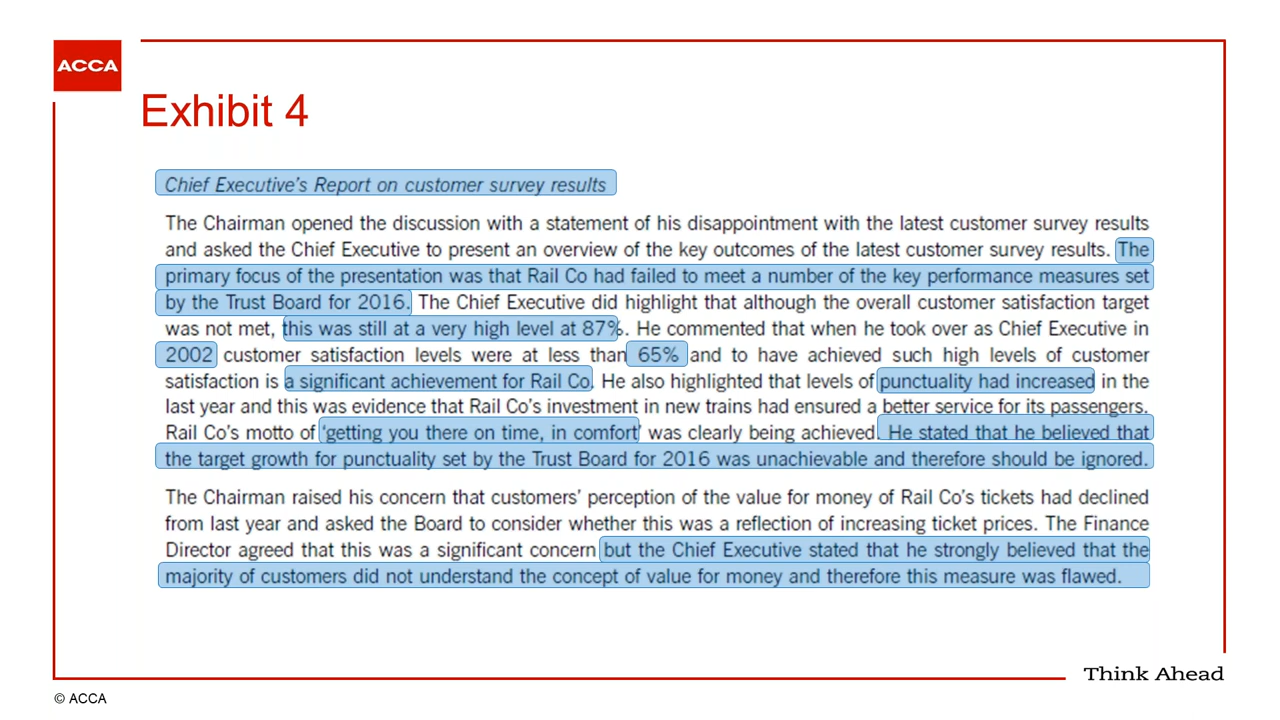 ACCA
Exhibit 4
Chief Executive's Report on customer survey results
The Chairman opened the discussion with a statement of his disappointment with the latest customer survey results
and asked the Chief Executive to present an overview of the key outcomes of the latest customer survey results. The
primary focus of the presentation was that Rail Co had failed to meet a number of the key performance measures set
by the Trust Board for 2016. The Chief Executive did highlight that although the overall customer satisfaction target
was not met, this was still at a very high level at 87%. He commented that when he took over as Chief Executive in
2002 customer satisfaction levels were at less than 65% and to have achieved such high levels of customer
satisfaction is a significant achievement for Rail Co. He also highlighted that levels of punctuality had increased in the
last year and this was evidence that Rail Co's investment in new trains had ensured a better service for its passengers.
Rail Co's motto of 'getting you there on time, in comfort' was clearly being achieved. He stated that he believed that
the target growth for punctuality set by the Trust Board for 2016 was unachievable and therefore should be ignored.
The Chairman raised his concern that customers' perception of the value for money of Rail Co's tickets had declined
from last year and asked the Board to consider whether this was a reflection of increasing ticket prices. The Finance
Director agreed that this was a significant concern but the Chief Executive stated that he strongly believed that the
majority of customers did not understand the concept of value for money and therefore this measure was flawed.
Think Ahead
© ACCA